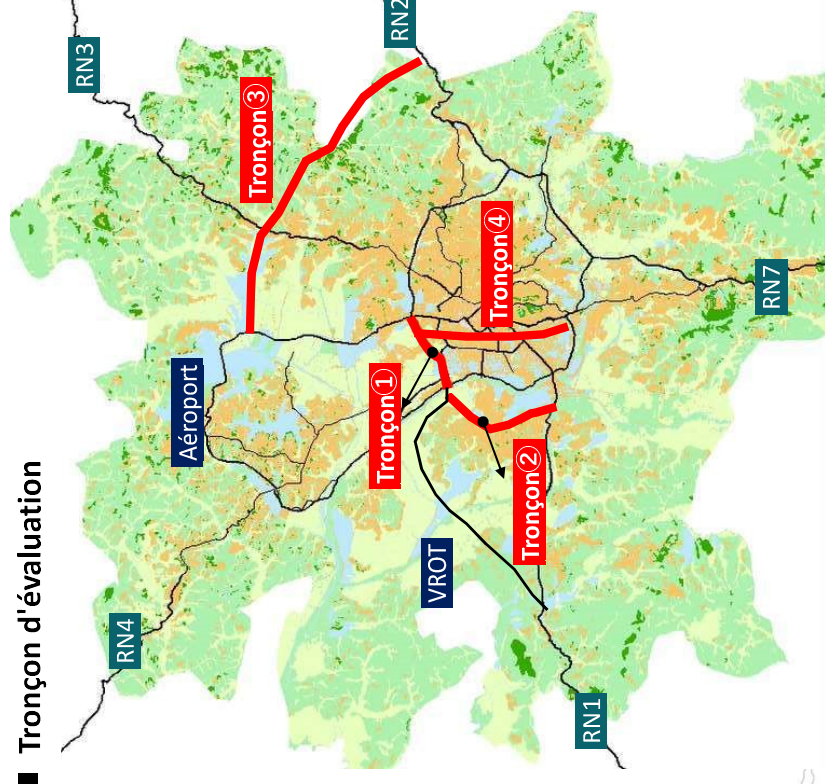 ■ Tronçon d'évaluation
RN4
Aéroport
RN3
Tronçon③
RN2
Tronçon①
VROT
Tronçon④
Tronçon②
RN1
RN7